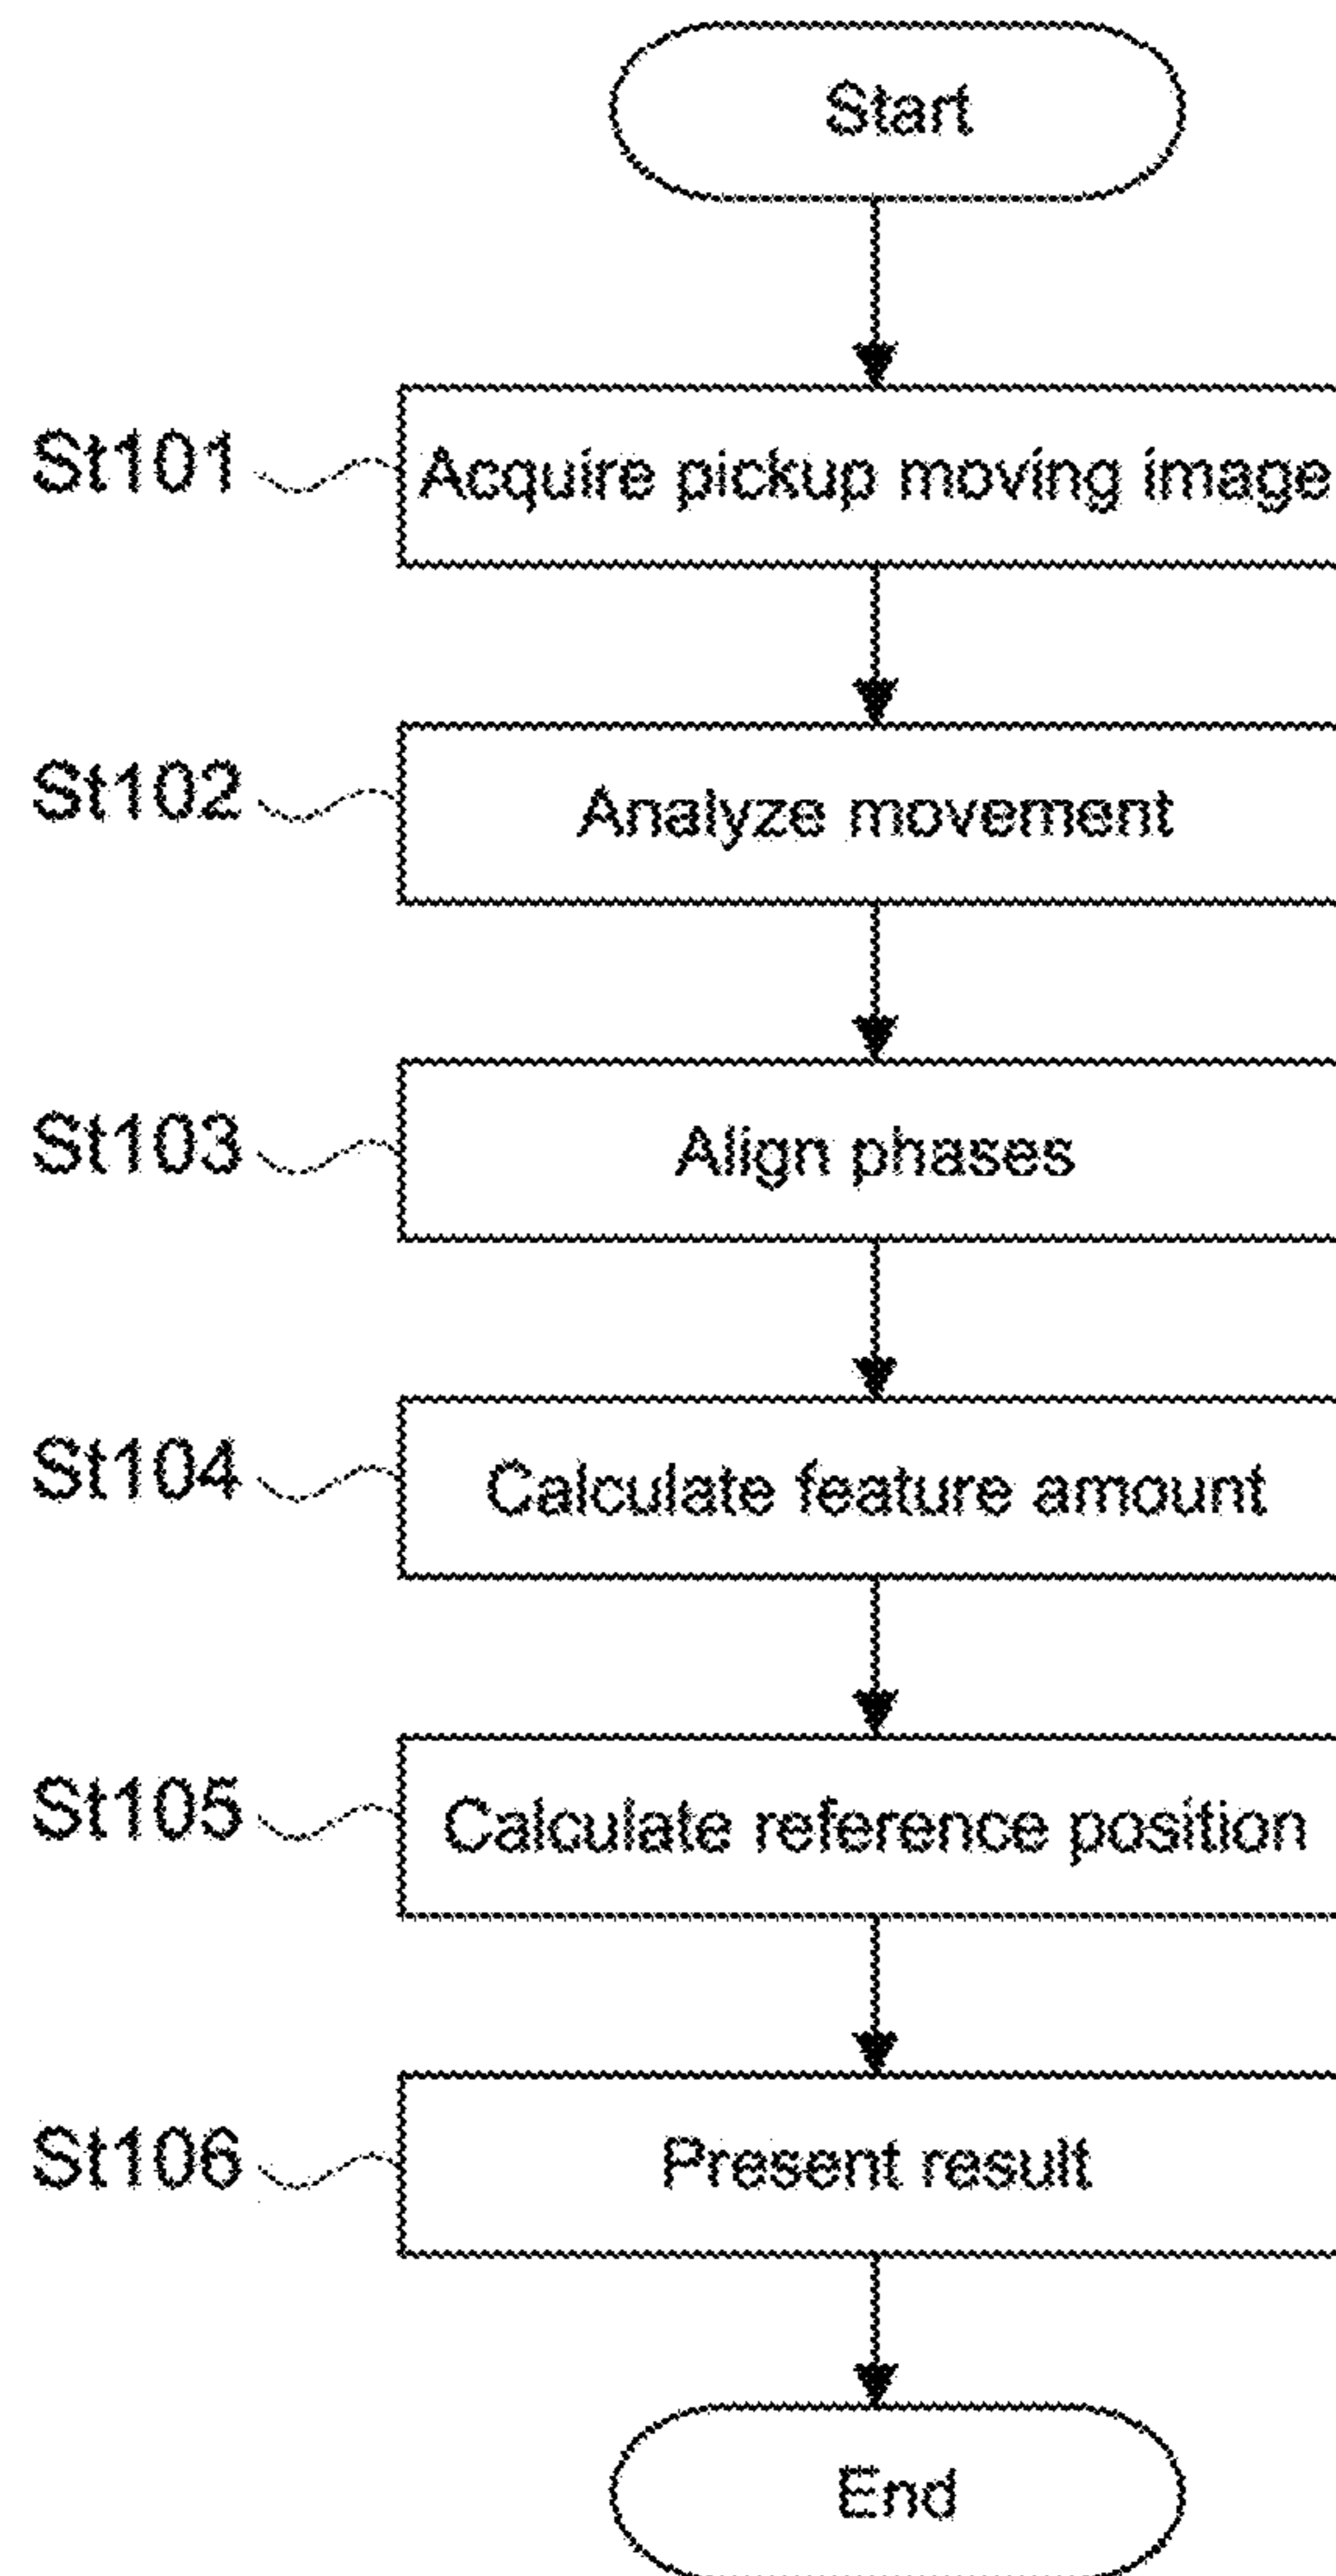 Start
St101 Acquire pickup moving image
St102 Analyze movement
St103 Align phases
St104 Calculate feature amount
St105 Calculate reference position
St106 Present result
End